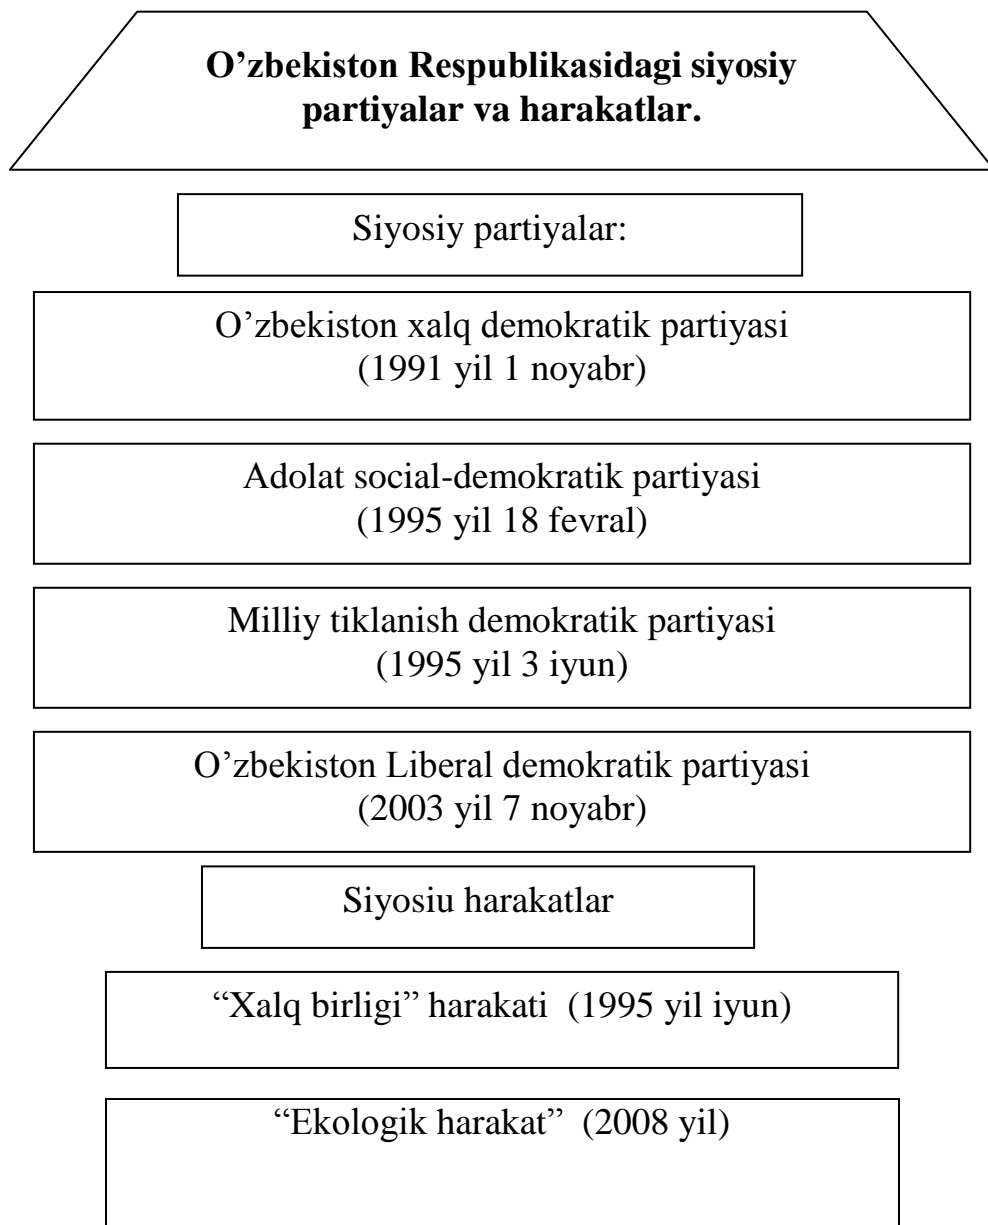 O’zbekiston Respublikasidagi siyosiy
partiyalar va harakatlar.
Siyosiy partiyalar:
O’zbekiston xalq demokratik partiyasi
(1991 yil 1 noyabr)
Adolat social-demokratik partiyasi
(1995 yil 18 fevral)
Milliy tiklanish demokratik partiyasi
(1995 yil 3 iyun)
O’zbekiston Liberal demokratik partiyasi
(2003 yil 7 noyabr)
Siyosiu harakatlar
“Xalq birligi” harakati  (1995 yil iyun)
“Ekologik harakat”  (2008 yil)